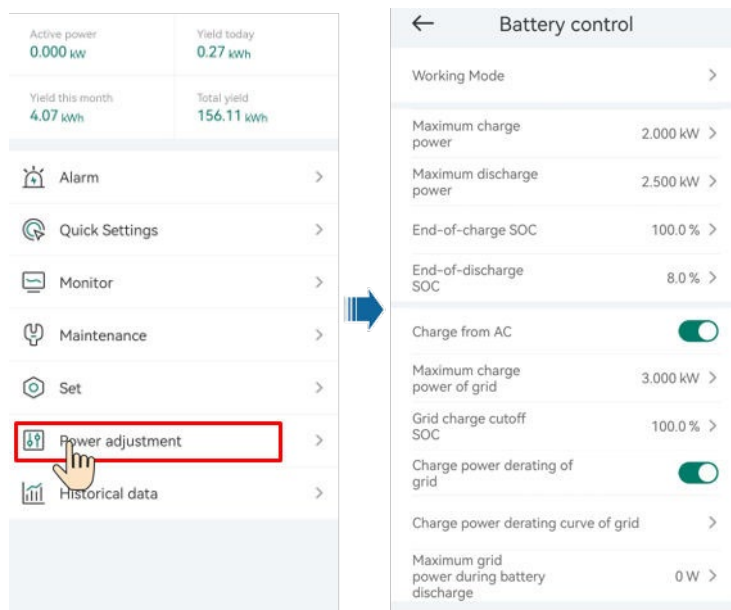 Active power
0.000 kW
Yield today
0.27 kWh
Yield this month
4.07 kWh
Total yield
156.11 kWh
Alarm
Quick Settings
Monitor
Maintenance
Set
Power adjustment
Historical data
Battery control
Working Mode
Maximum charge
power
2.000 kW
Maximum discharge
power
2.500 kW
End-of-charge SOC
100.0 %
End-of-discharge
SOC
8.0 %
Charge from AC
Maximum charge
power of grid
3.000 kW
Grid charge cutoff
SOC
100.0 %
Charge power derating of
grid
Charge power derating curve of grid
Maximum grid
power during battery
discharge
0 W